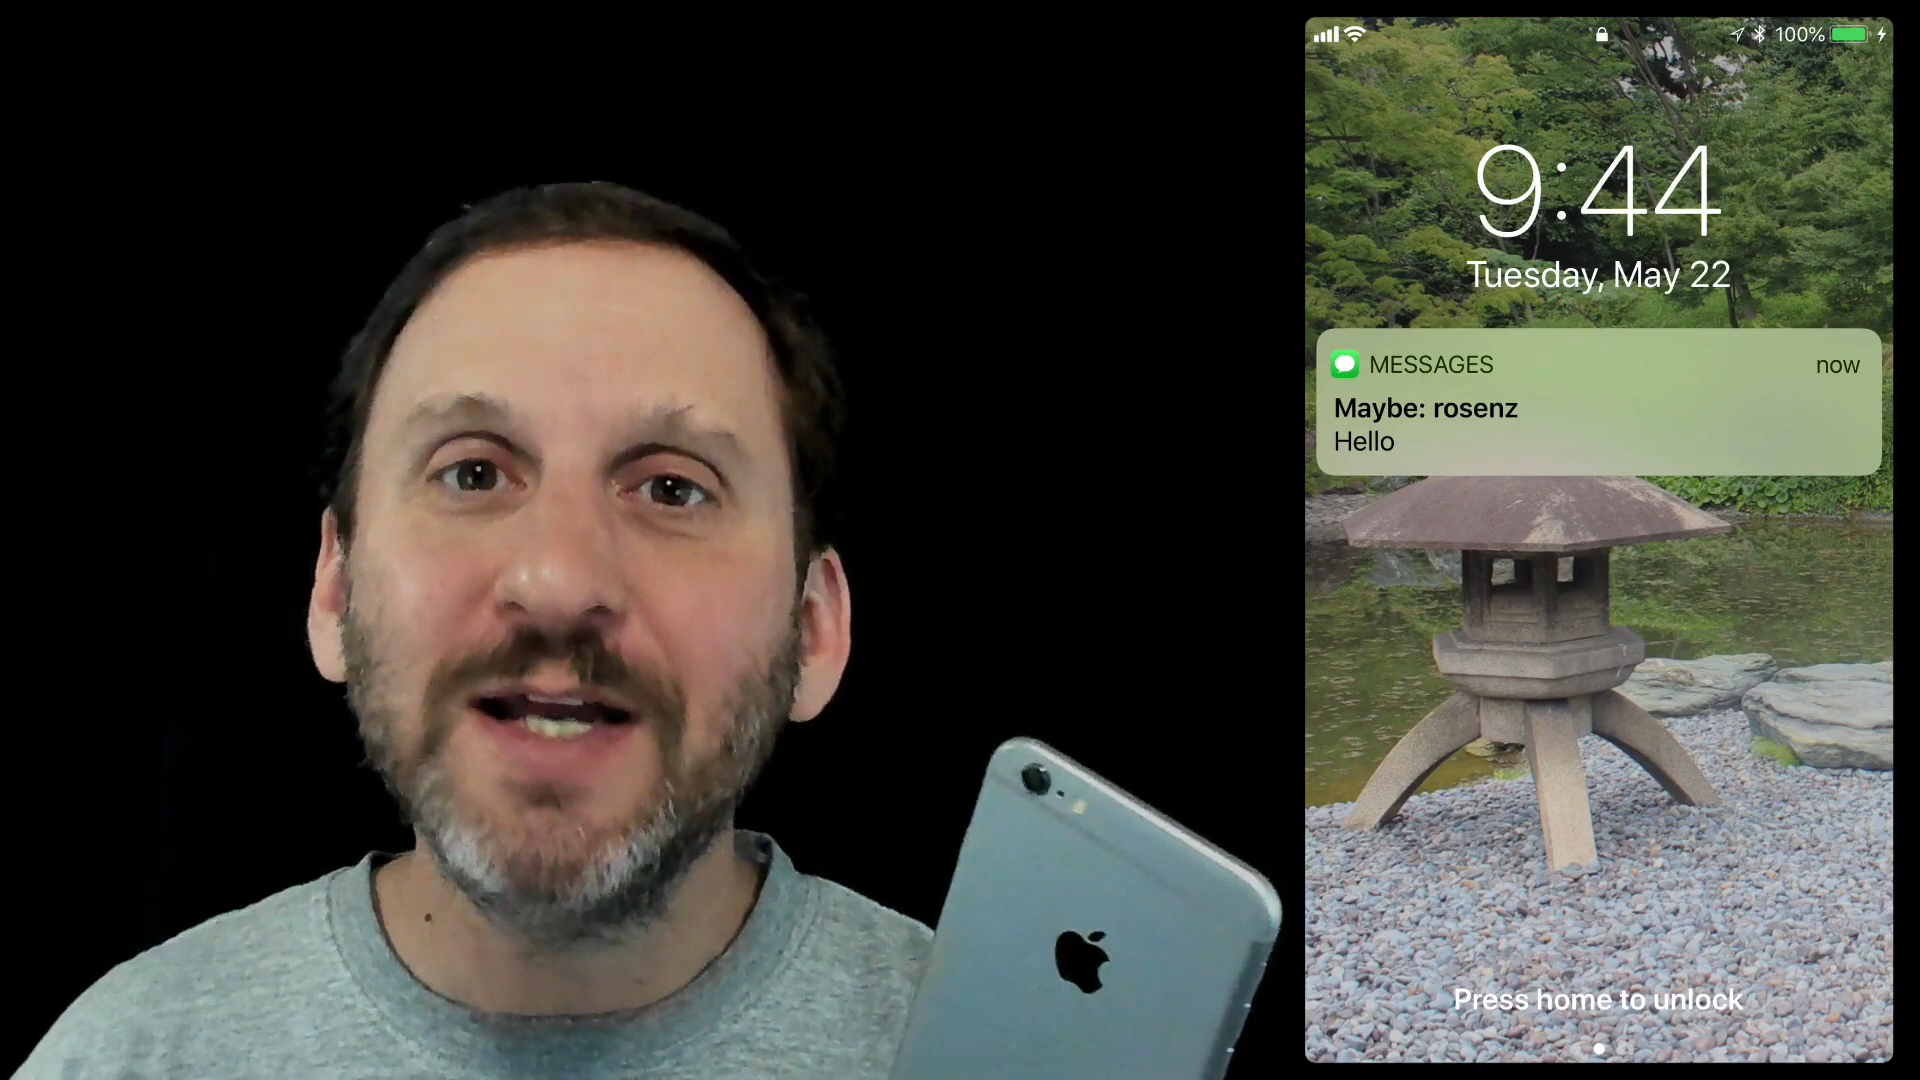 100%
9:44
Tuesday, May 22
MESSAGES now
Maybe: rosenz
Hello
Press home to unlock